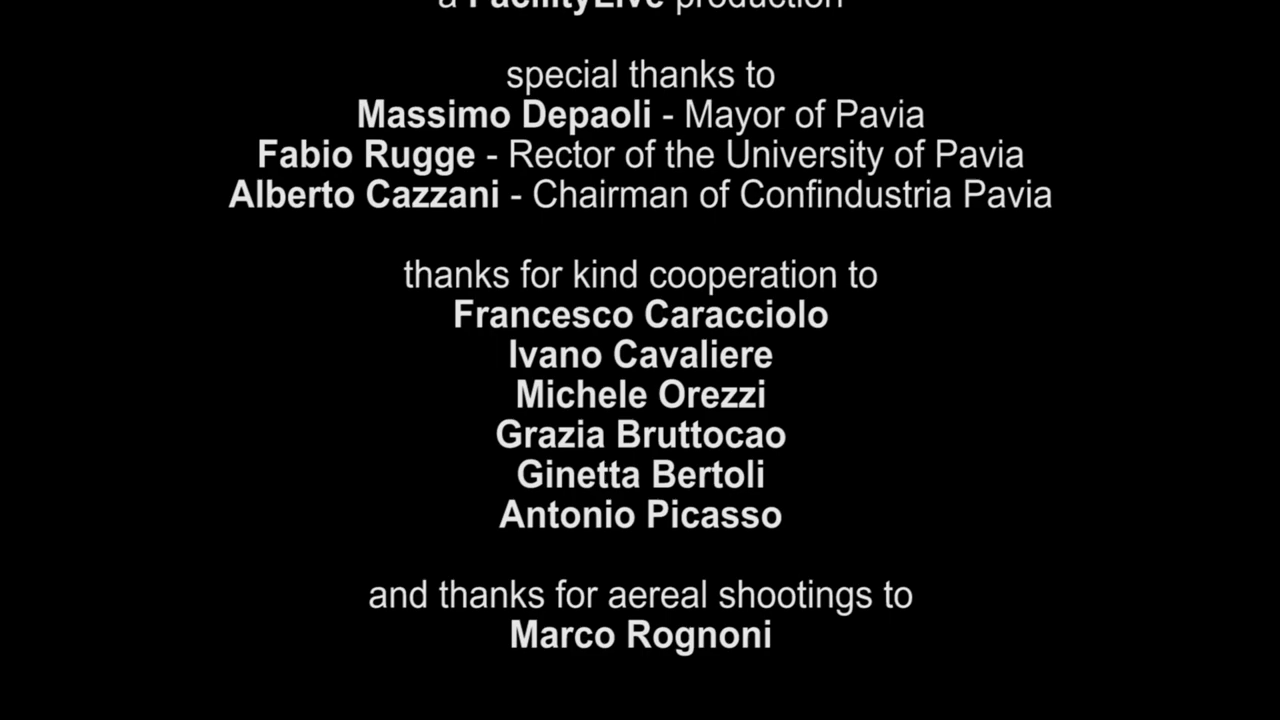 a FacilityLive production
special thanks to
Massimo Depaoli - Mayor of Pavia
Fabio Rugge - Rector of the University of Pavia
Alberto Cazzani - Chairman of Confindustria Pavia
thanks for kind cooperation to
Francesco Caracciolo
Ivano Cavaliere
Michele Orezzi
Grazia Bruttocao
Ginetta Bertoli
Antonio Picasso
and thanks for aereal shootings to
Marco Rognoni